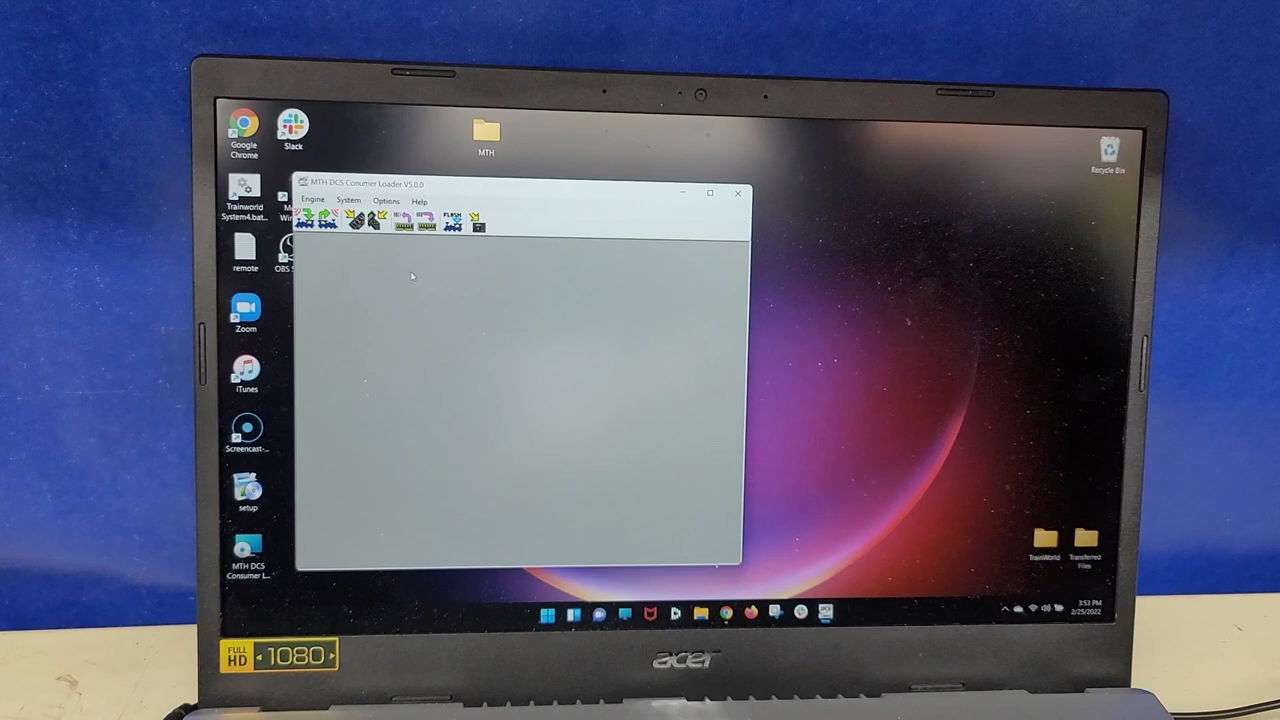 Google
Chrome
Slack
MTH
Recycle Bin
Trainworld
System4.bat...
MTH DCS Conumer Loader V5.0.0
Engine System Options Help
FLASH
remote
OBS S
Zoom
iTunes
Screencast-...
setup
MTH DCS
Consumer L...
TrainWorld
Transferred
Files
3:53 PM
2/25/2022
FULL
HD
1080
acer